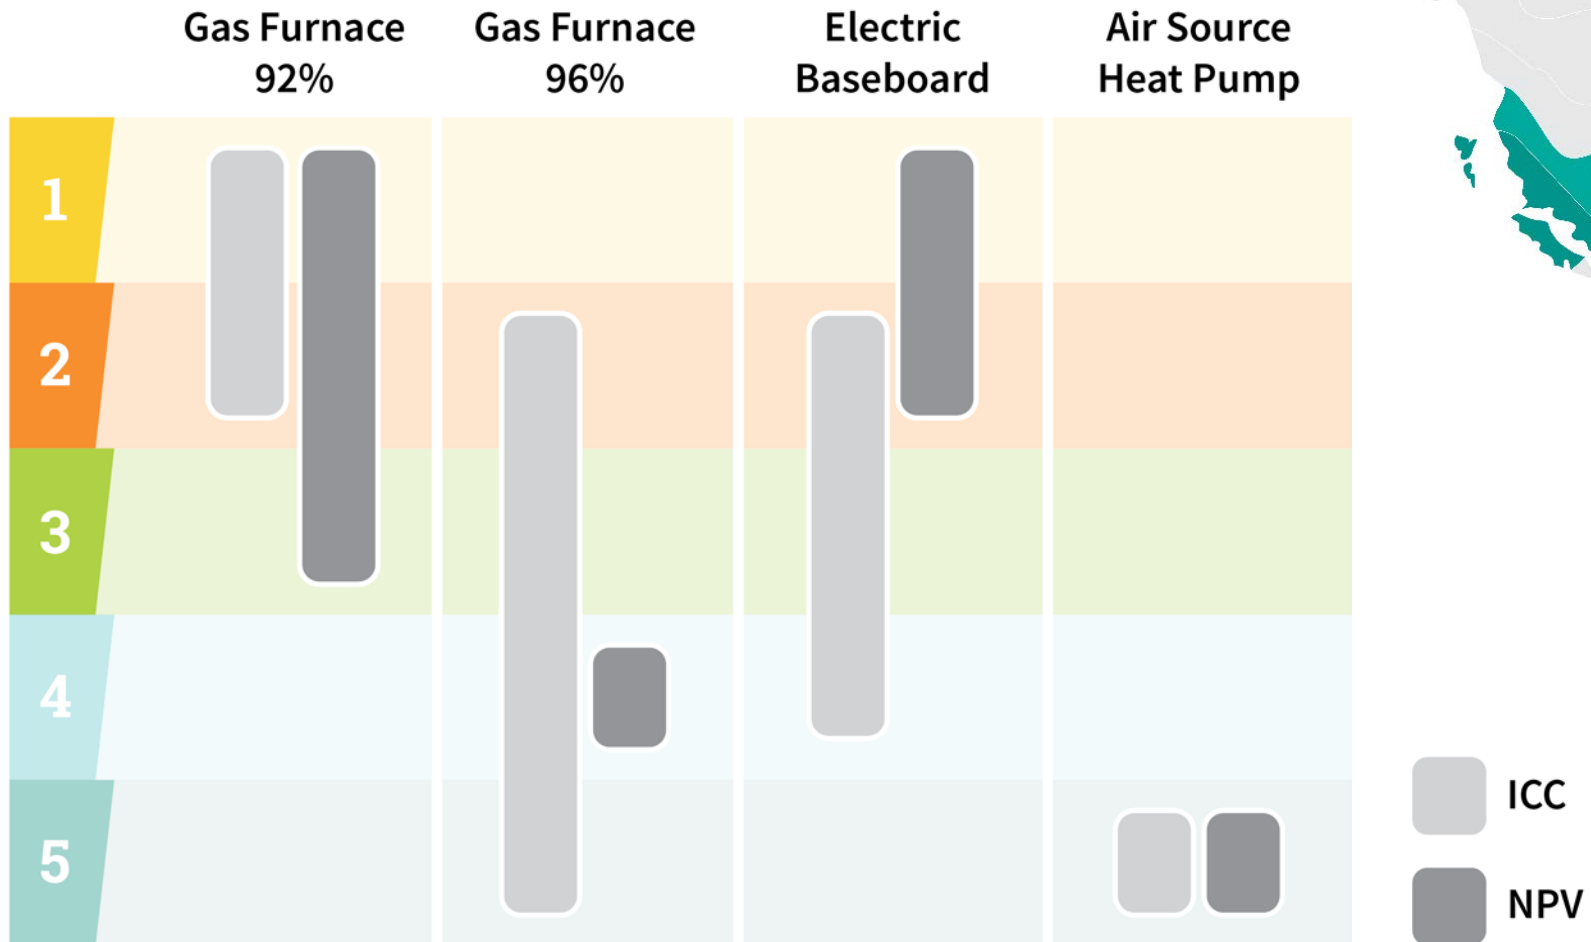 Gas Furnace
92%
Gas Furnace
96%
Electric
Baseboard
Air Source
Heat Pump
1
2
3
4
5
ICC
NPV